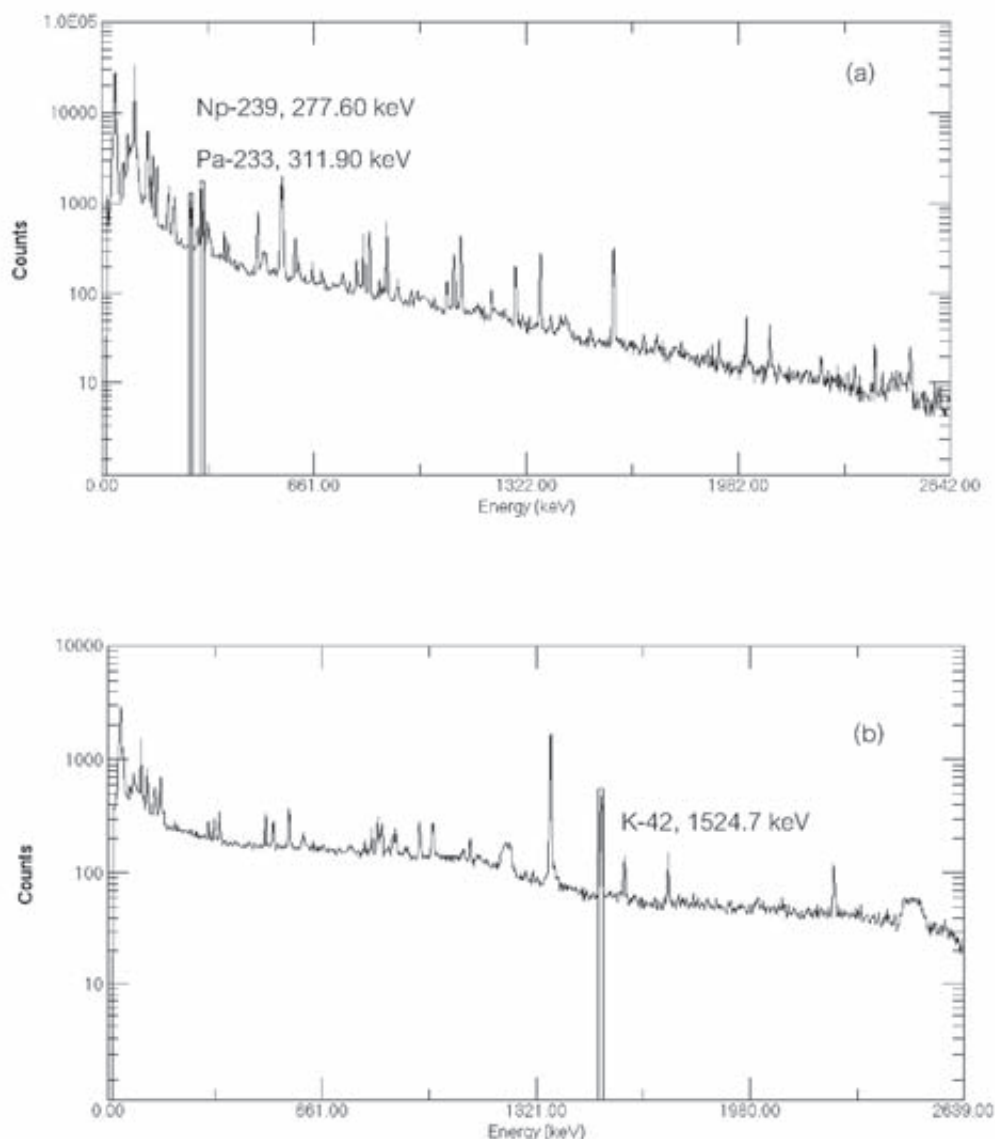 1.0E05
(a)
10000
Np-239, 277.60 keV
Pa-233, 311.90 keV
1000
Counts
100
10
0.00 661.00 1322.00 1982.00 2642.00
Energy (keV)
10000
(b)
1000
K-42, 1524.7 keV
Counts
100
10
0.00 661.00 1321.00 1980.00 2639.00
Energy (keV)